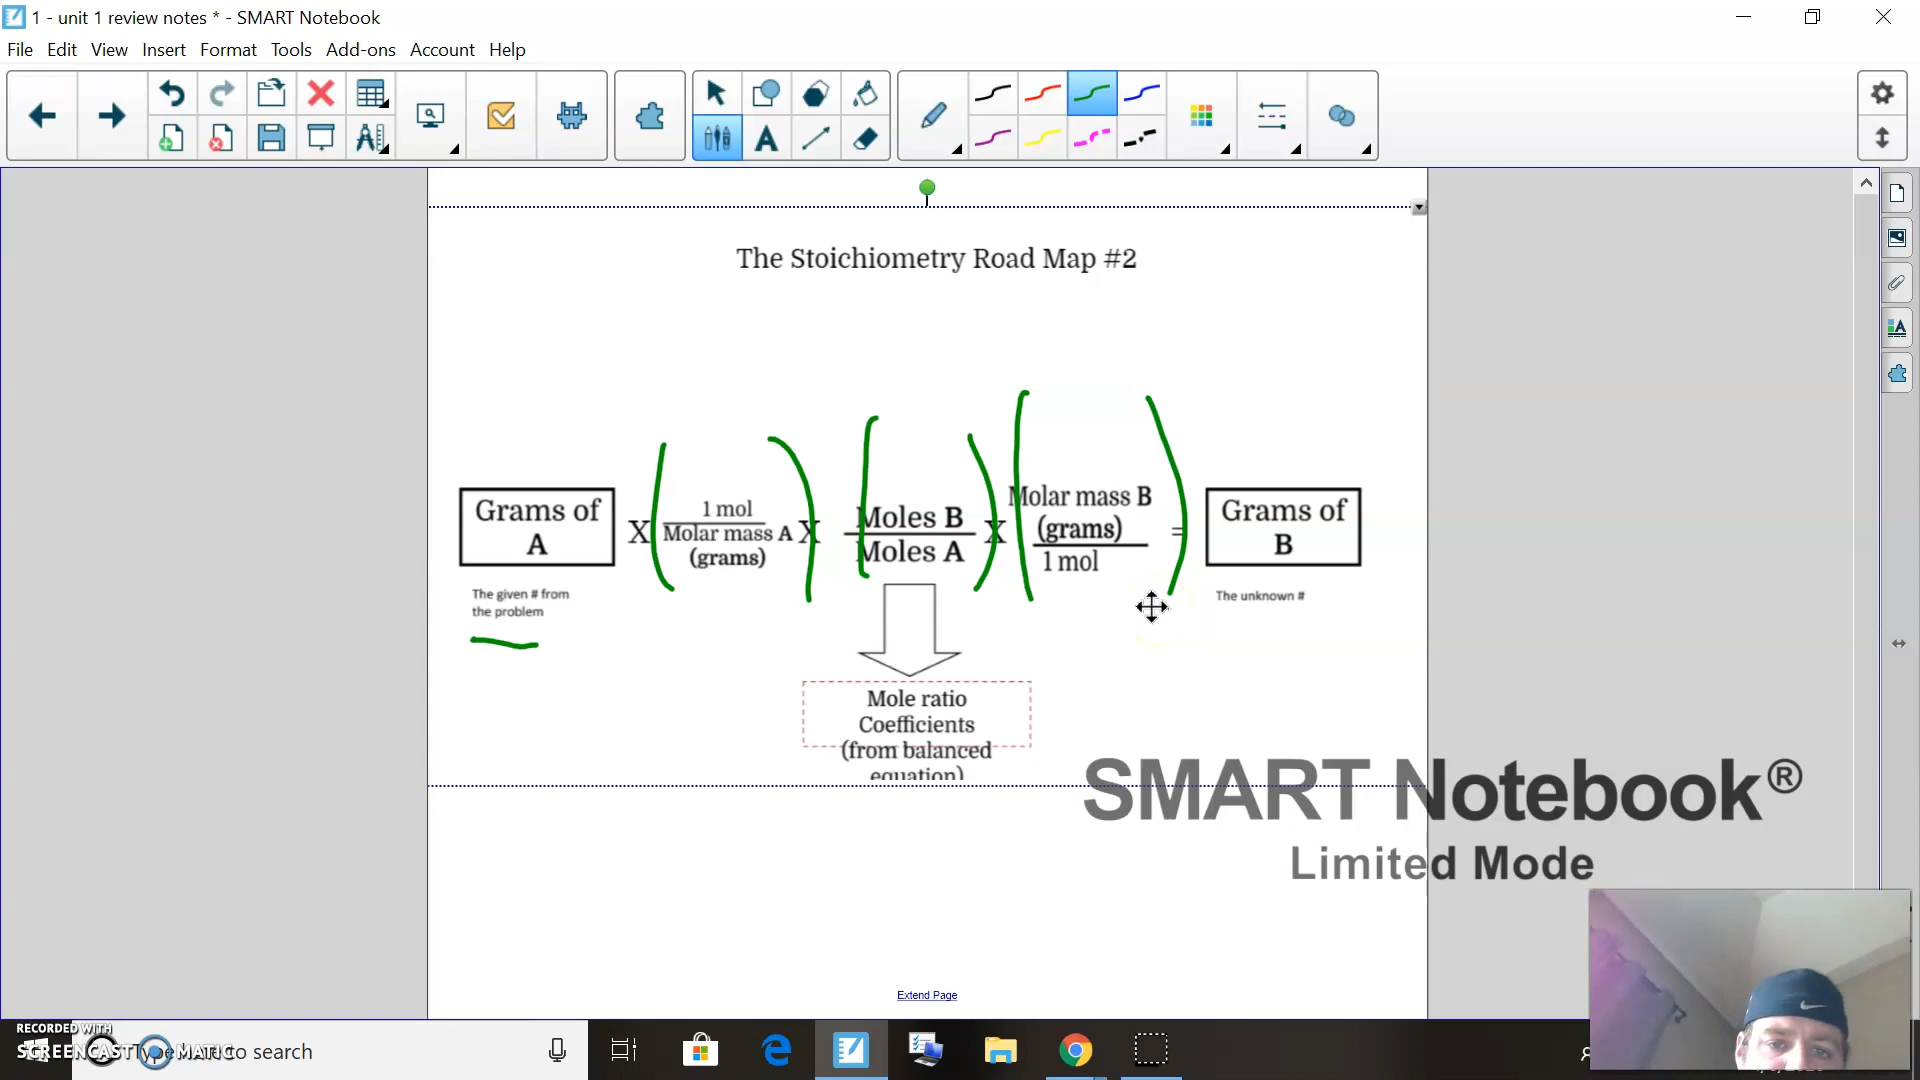 1 - unit 1 review notes * - SMART Notebook
File Edit View Insert Format Tools Add-ons Account Help
The Stoichiometry Road Map #2
Grams of
A
X
1 mol
Molar mass A
(grams)
X
Moles B
Moles A
X
Molar mass B
(grams)
1 mol
=
Grams of
B
The given # from
the problem
The unknown #
Mole ratio
Coefficients
(from balanced
equation)
SMART Notebook®
Limited Mode
Extend Page
RECORDED WITH
SCREENCAST MATIC
to search